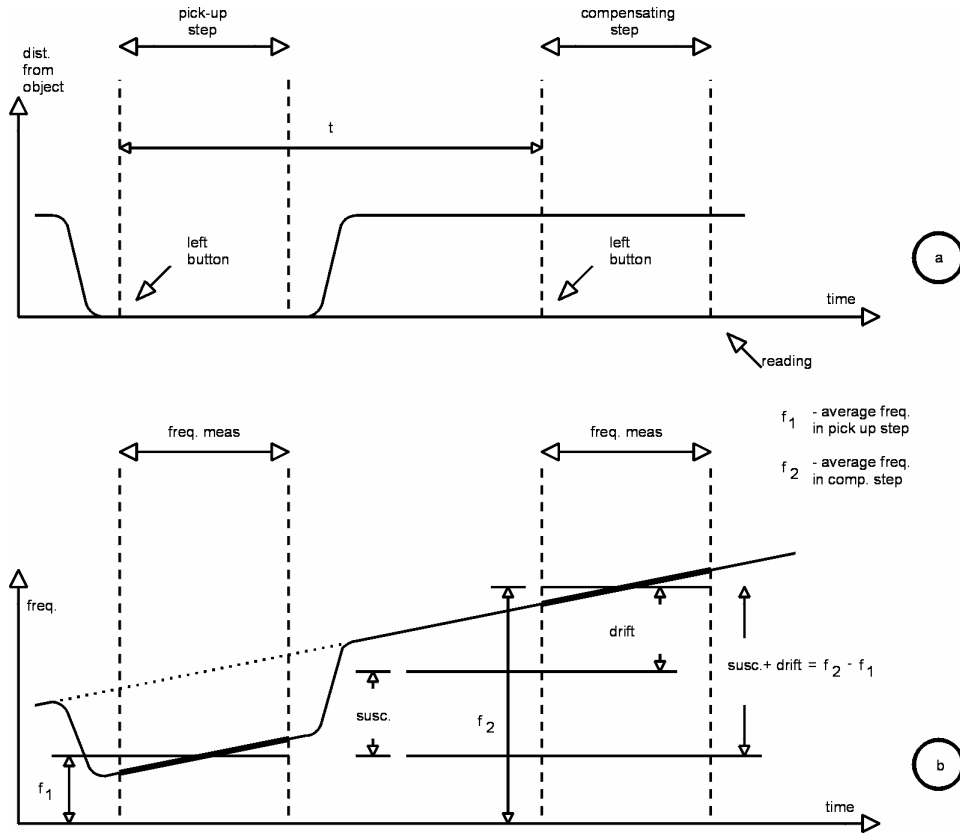 pick-up
step
compensating
step
dist.
from
object
t
left
button
left
button
a
time
reading
f1 - average freq.
in pick up step
freq. meas
freq. meas
f2 - average freq.
in comp. step
freq.
drift
susc.+ drift = f2 - f1
susc.
f2
f1
b
time